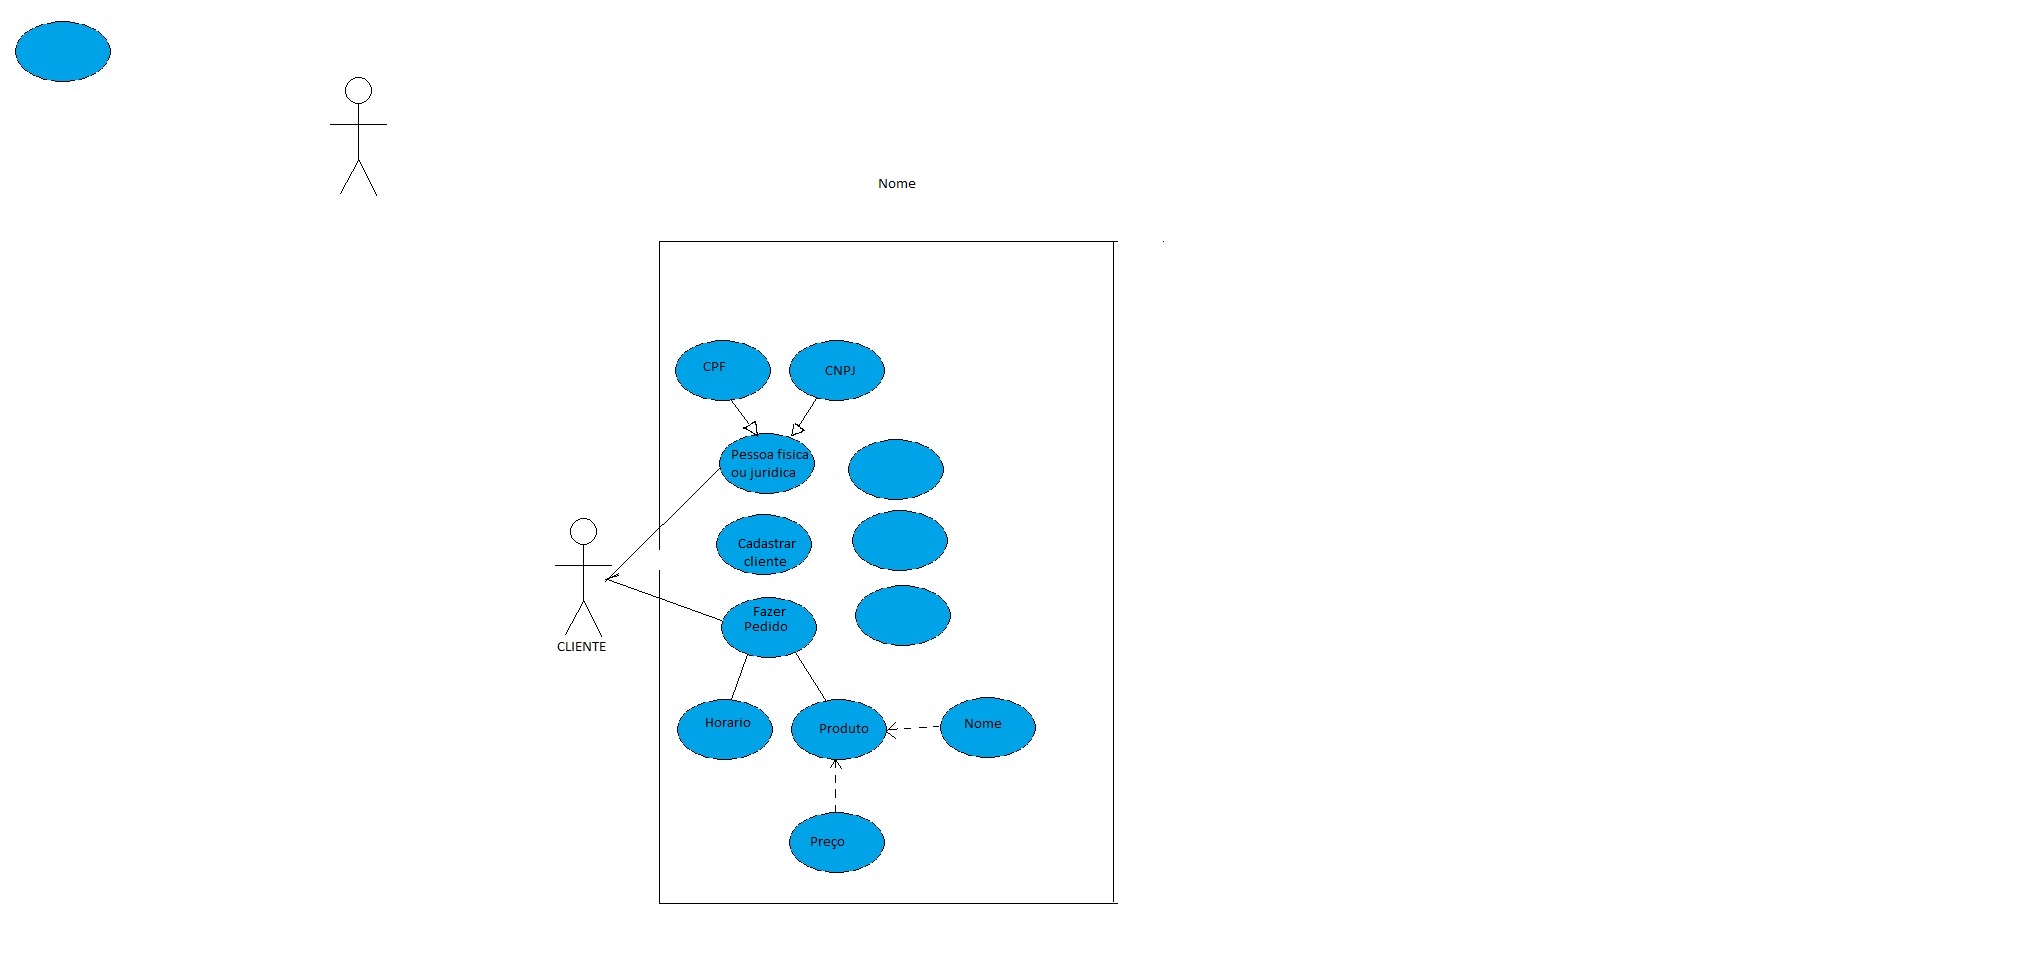 Nome
CPF
CNPJ
Pessoa fisica
ou juridica
Cadastrar
cliente
Fazer
Pedido
CLIENTE
Horario
Produto
Nome
Preço